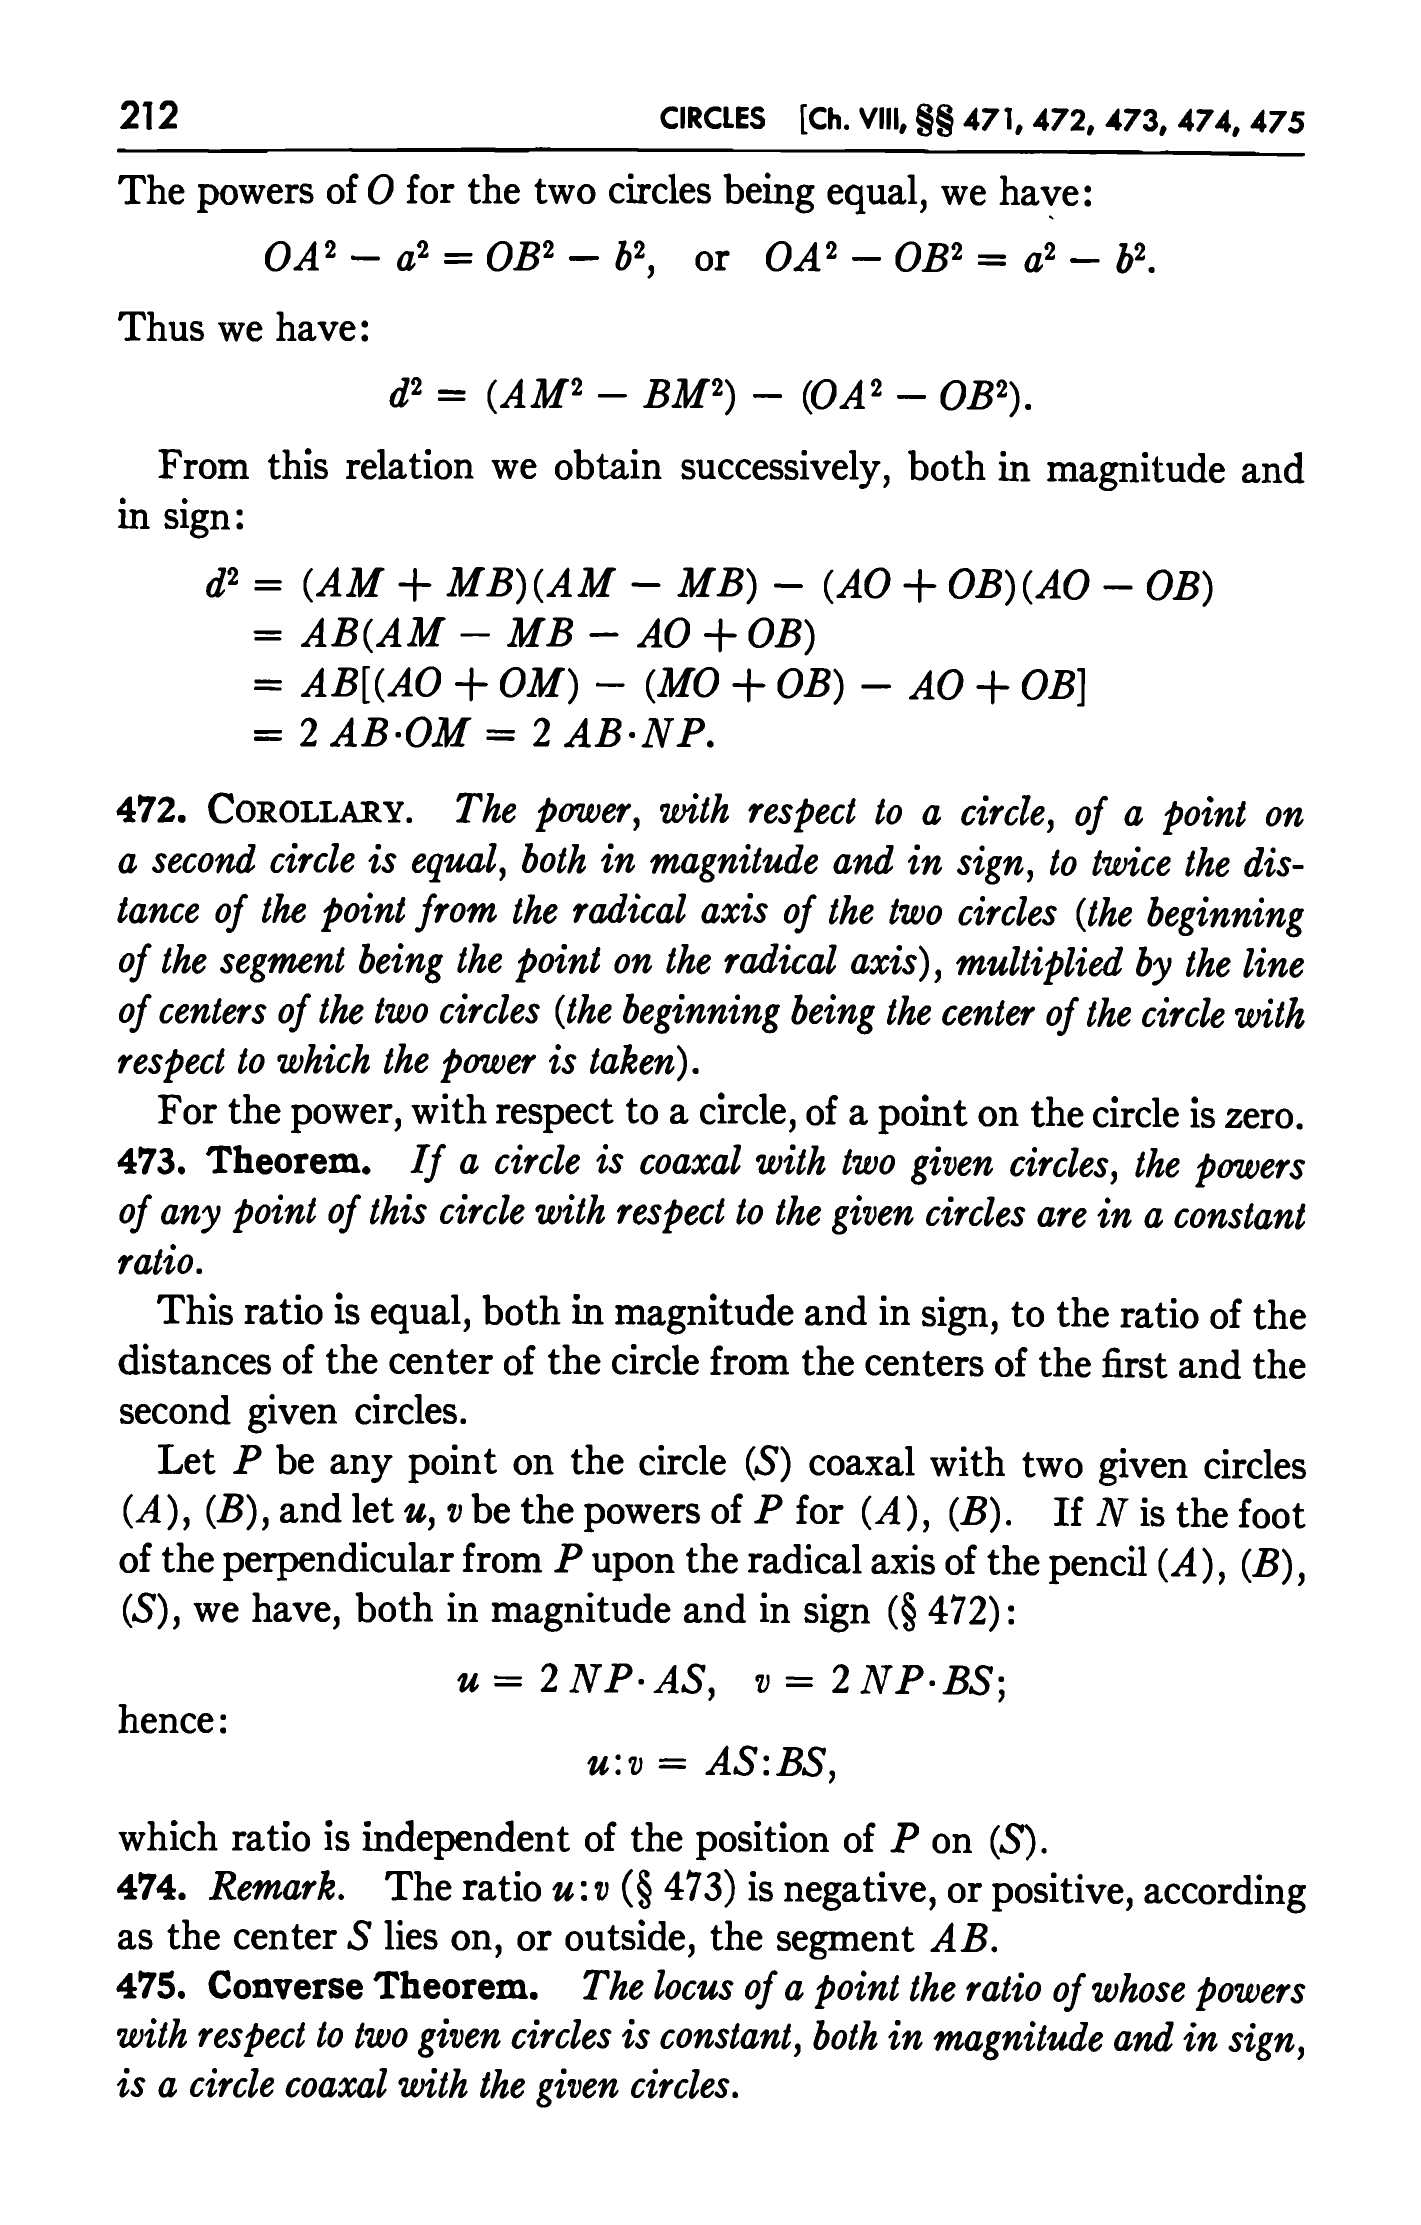 212 CIRCLES [Ch. VIII, §§ 471, 472, 473, 474, 475
The powers of O for the two circles being equal, we have:
OA² − a² = OB² − b², or OA² − OB² = a² − b².
Thus we have:
d² = (AM² − BM²) − (OA² − OB²).
From this relation we obtain successively, both in magnitude and
in sign:
d² = (AM + MB)(AM − MB) − (AO + OB)(AO − OB)
= AB(AM − MB − AO + OB)
= AB[(AO + OM) − (MO + OB) − AO + OB]
= 2 AB·OM = 2 AB·NP.
472. COROLLARY. The power, with respect to a circle, of a point on
a second circle is equal, both in magnitude and in sign, to twice the dis-
tance of the point from the radical axis of the two circles (the beginning
of the segment being the point on the radical axis), multiplied by the line
of centers of the two circles (the beginning being the center of the circle with
respect to which the power is taken).
For the power, with respect to a circle, of a point on the circle is zero.
473. Theorem. If a circle is coaxal with two given circles, the powers
of any point of this circle with respect to the given circles are in a constant
ratio.
This ratio is equal, both in magnitude and in sign, to the ratio of the
distances of the center of the circle from the centers of the first and the
second given circles.
Let P be any point on the circle (S) coaxal with two given circles
(A), (B), and let u, v be the powers of P for (A), (B). If N is the foot
of the perpendicular from P upon the radical axis of the pencil (A), (B),
(S), we have, both in magnitude and in sign (§ 472):
u = 2 NP·AS, v = 2 NP·BS;
hence:
u:v = AS:BS,
which ratio is independent of the position of P on (S).
474. Remark. The ratio u:v (§ 473) is negative, or positive, according
as the center S lies on, or outside, the segment AB.
475. Converse Theorem. The locus of a point the ratio of whose powers
with respect to two given circles is constant, both in magnitude and in sign,
is a circle coaxal with the given circles.